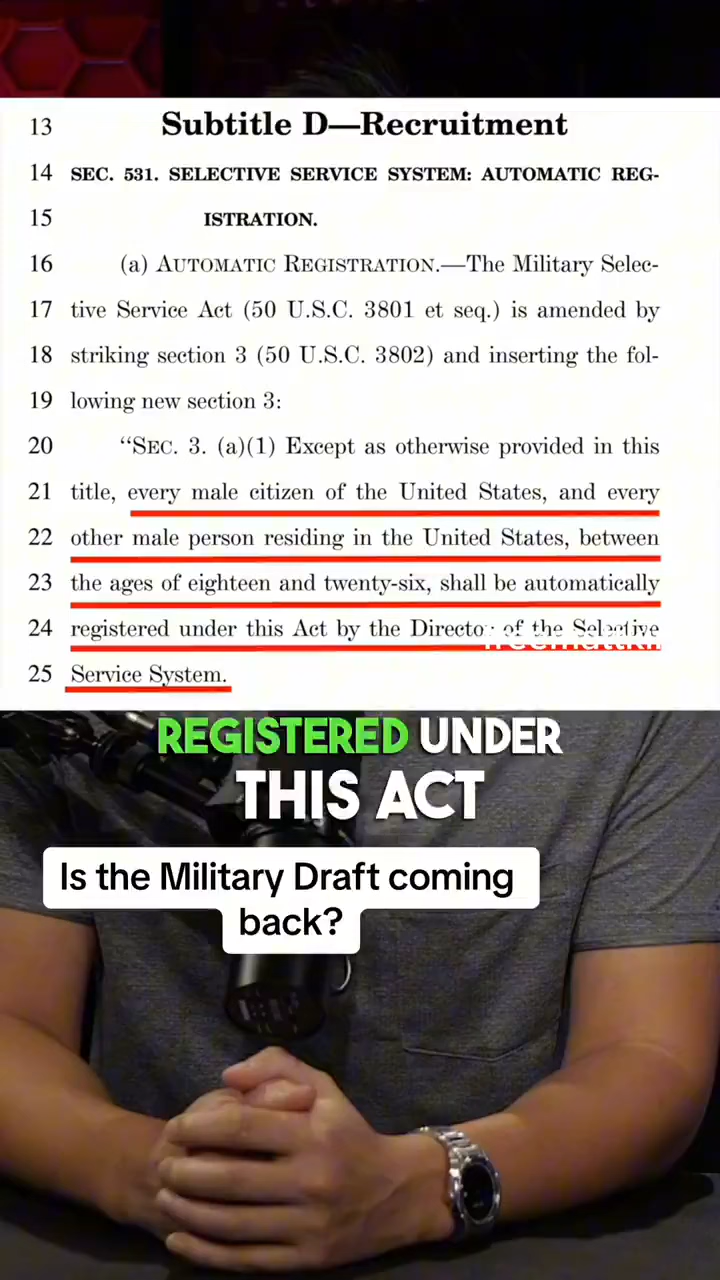 13 Subtitle D—Recruitment
14 SEC. 531. SELECTIVE SERVICE SYSTEM: AUTOMATIC REG-
15 ISTRATION.
16 (a) AUTOMATIC REGISTRATION.—The Military Selec-
17 tive Service Act (50 U.S.C. 3801 et seq.) is amended by
18 striking section 3 (50 U.S.C. 3802) and inserting the fol-
19 lowing new section 3:
20 “SEC. 3. (a)(1) Except as otherwise provided in this
21 title, every male citizen of the United States, and every
22 other male person residing in the United States, between
23 the ages of eighteen and twenty-six, shall be automatically
24 registered under this Act by the Director of the Selective
25 Service System.
REGISTERED UNDER
THIS ACT
Is the Military Draft coming
back?